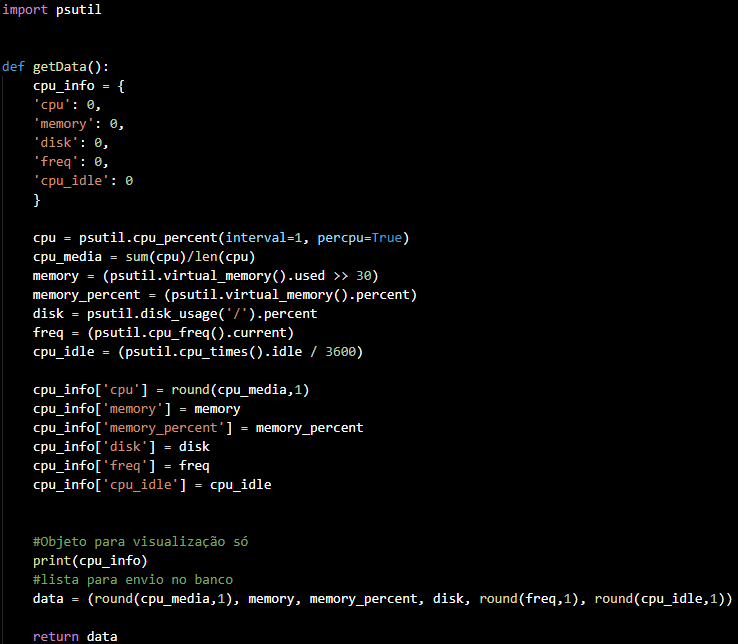 import psutil
def getData():
cpu_info = {
'cpu': 0,
'memory': 0,
'disk': 0,
'freq': 0,
'cpu_idle': 0
}
cpu = psutil.cpu_percent(interval=1, percpu=True)
cpu_media = sum(cpu)/len(cpu)
memory = (psutil.virtual_memory().used >> 30)
memory_percent = (psutil.virtual_memory().percent)
disk = psutil.disk_usage('/').percent
freq = (psutil.cpu_freq().current)
cpu_idle = (psutil.cpu_times().idle / 3600)
cpu_info['cpu'] = round(cpu_media,1)
cpu_info['memory'] = memory
cpu_info['memory_percent'] = memory_percent
cpu_info['disk'] = disk
cpu_info['freq'] = freq
cpu_info['cpu_idle'] = cpu_idle
#Objeto para visualização só
print(cpu_info)
#lista para envio no banco
data = (round(cpu_media,1), memory, memory_percent, disk, round(freq,1), round(cpu_idle,1))
return data